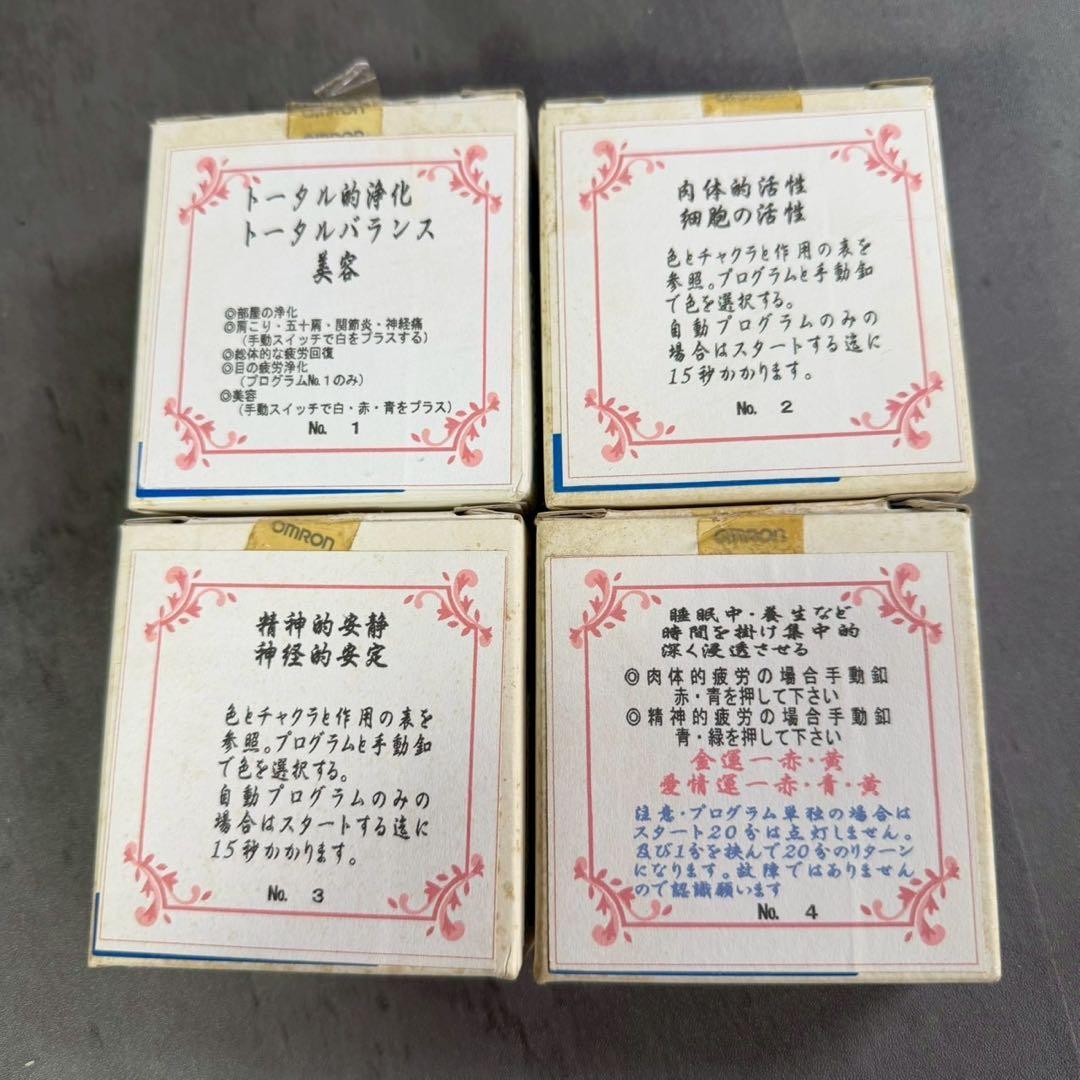 OMRON
OMRON
トータル的浄化
トータルバランス
美容
◎部屋の浄化
◎肩こり・五十肩・関節炎・神経痛
(手動スイッチで白をプラスする)
◎総体的な疲労回復
◎目の疲労浄化
(プログラム№1のみ)
◎美容
(手動スイッチで白・赤・青をプラス)
№ 1
OMRON
肉体的活性
細胞の活性
色とチャクラと作用の表を
参照。プログラムと手動釦
で色を選択する。
自動プログラムのみの
場合はスタートする迄に
15秒かかります。
№ 2
OMRON
精神的安静
神経的安定
色とチャクラと作用の表を
参照。プログラムと手動釦
で色を選択する。
自動プログラムのみの
場合はスタートする迄に
15秒かかります。
№ 3
OMRON
睡眠中・養生など
時間を掛け集中的
深く浸透させる
◎肉体的疲労の場合手動釦
赤・青を押して下さい
◎精神的疲労の場合手動釦
青・緑を押して下さい
金運ー赤・黄
愛情運ー赤・青・黄
注意・プログラム単独の場合は
スタート20分は点灯しません。
及び1分を挟んで20分のリターン
になります。故障ではありません
ので認識願います
№ 4